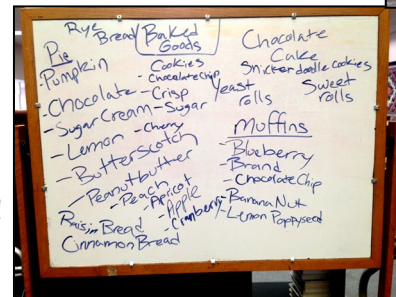 Rye
Bread
Baked
Goods
Pie
-Pumpkin
-Chocolate
-Sugar Cream
-Lemon
-Butterscotch
-Peanutbutter
-Peach
-Apricot
-Apple
-Cranberry
-Cherry
Raisin Bread
Cinnamon Bread
Cookies
-Chocolate Chip
-Crisp
-Sugar
Yeast
rolls
Chocolate
Cake
Snickerdoodle cookies
Sweet
rolls
Muffins
-Blueberry
-Brand
-Chocolate Chip
-Banana Nut
-Lemon Poppyseed